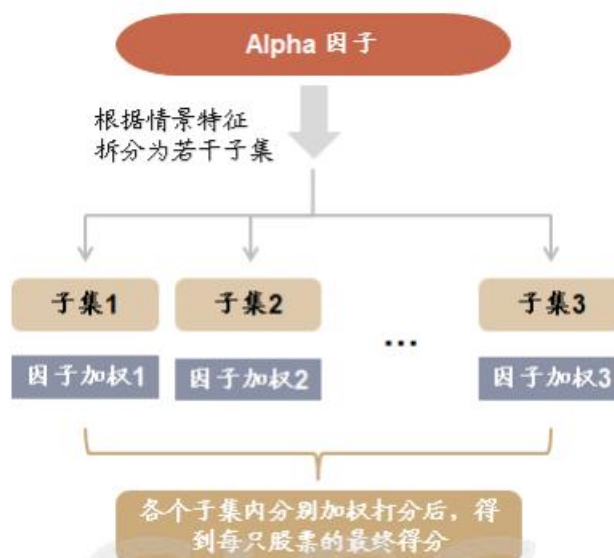 Alpha 因子
根据情景特征
拆分为若干子集
子集1
子集2
子集3
...
因子加权1
因子加权2
因子加权3
各个子集内分别加权打分后，得
到每只股票的最终得分